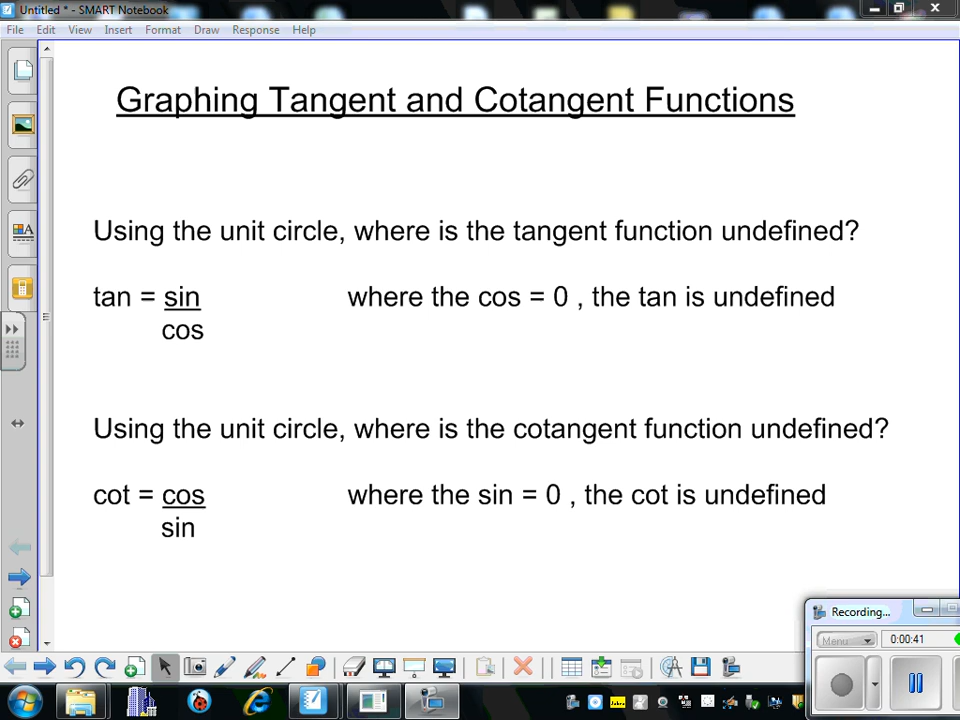 Untitled * - SMART Notebook
File Edit View Insert Format Draw Response Help
Graphing Tangent and Cotangent Functions
Using the unit circle, where is the tangent function undefined?
tan = sin where the cos = 0 , the tan is undefined
cos
Using the unit circle, where is the cotangent function undefined?
cot = cos where the sin = 0 , the cot is undefined
sin
Recording...
Menu 0:00:41